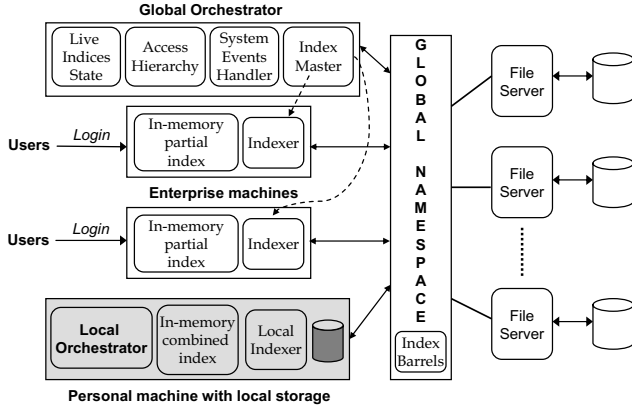 Global Orchestrator
Live
Indices
State
Access
Hierarchy
System
Events
Handler
Index
Master
Users
Login
In-memory
partial
index
Indexer
Enterprise machines
Users
Login
In-memory
partial
index
Indexer
Local
Orchestrator
In-memory
combined
index
Local
Indexer
Personal machine with local storage
GLOBAL NAMESPACE
Index
Barrels
File
Server
File
Server
File
Server